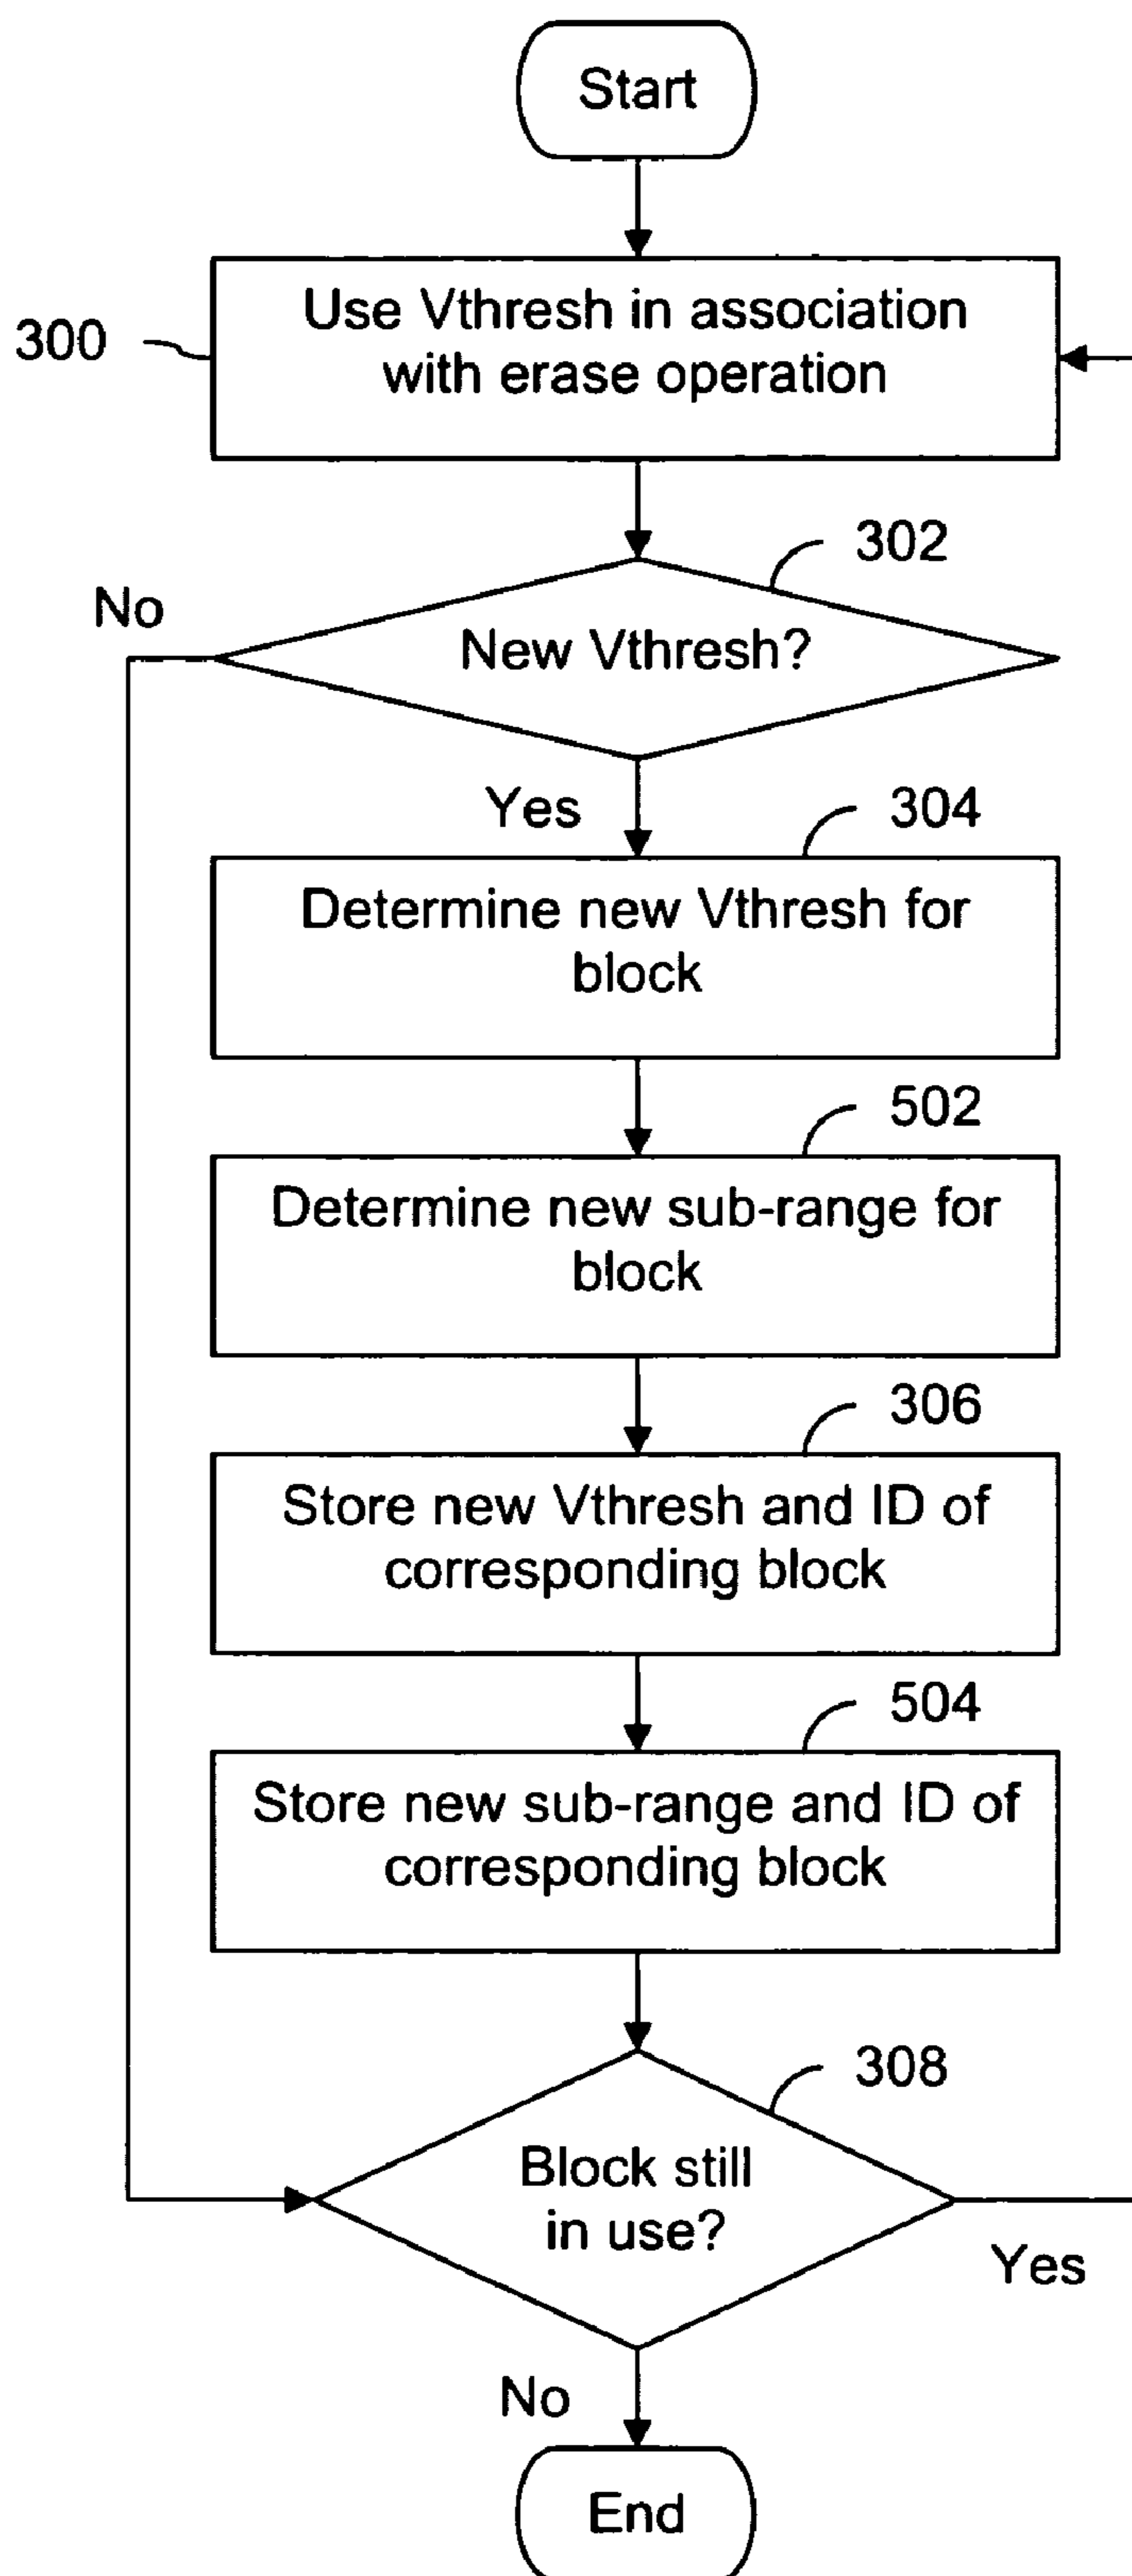 Start
Use Vthresh in association
with erase operation
300
302
No
New Vthresh?
Yes
304
Determine new Vthresh for
block
502
Determine new sub-range for
block
306
Store new Vthresh and ID of
corresponding block
504
Store new sub-range and ID of
corresponding block
308
Block still
in use?
Yes
No
End